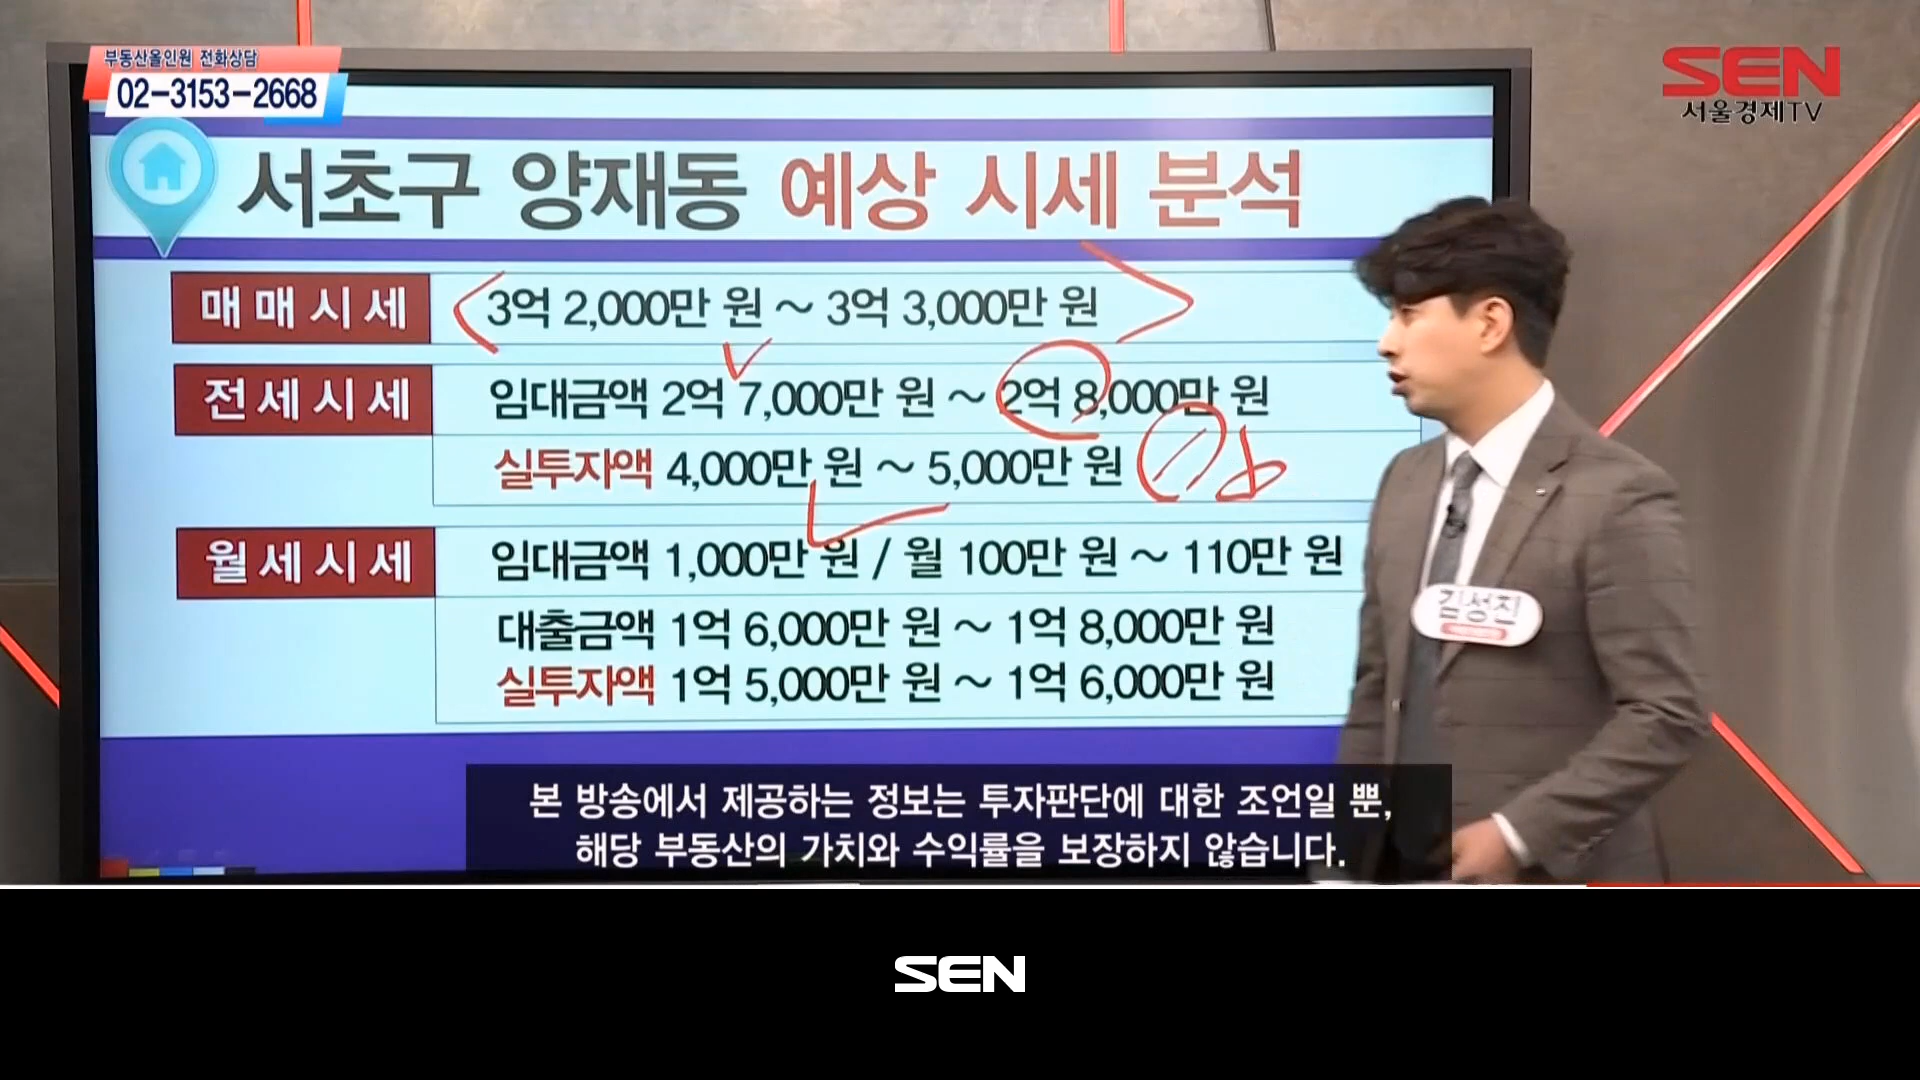 부동산올인원 전화상담
02-3153-2668
SEN
서울경제TV
서초구 양재동 예상 시세 분석
매매시세 3억 2,000만 원 ~ 3억 3,000만 원
전세시세 임대금액 2억 7,000만 원 ~ 2억 8,000만 원
실투자액 4,000만 원 ~ 5,000만 원
월세시세 임대금액 1,000만 원 / 월 100만 원 ~ 110만 원
대출금액 1억 6,000만 원 ~ 1억 8,000만 원
실투자액 1억 5,000만 원 ~ 1억 6,000만 원
김성진
본 방송에서 제공하는 정보는 투자판단에 대한 조언일 뿐,
해당 부동산의 가치와 수익률을 보장하지 않습니다.
SEN